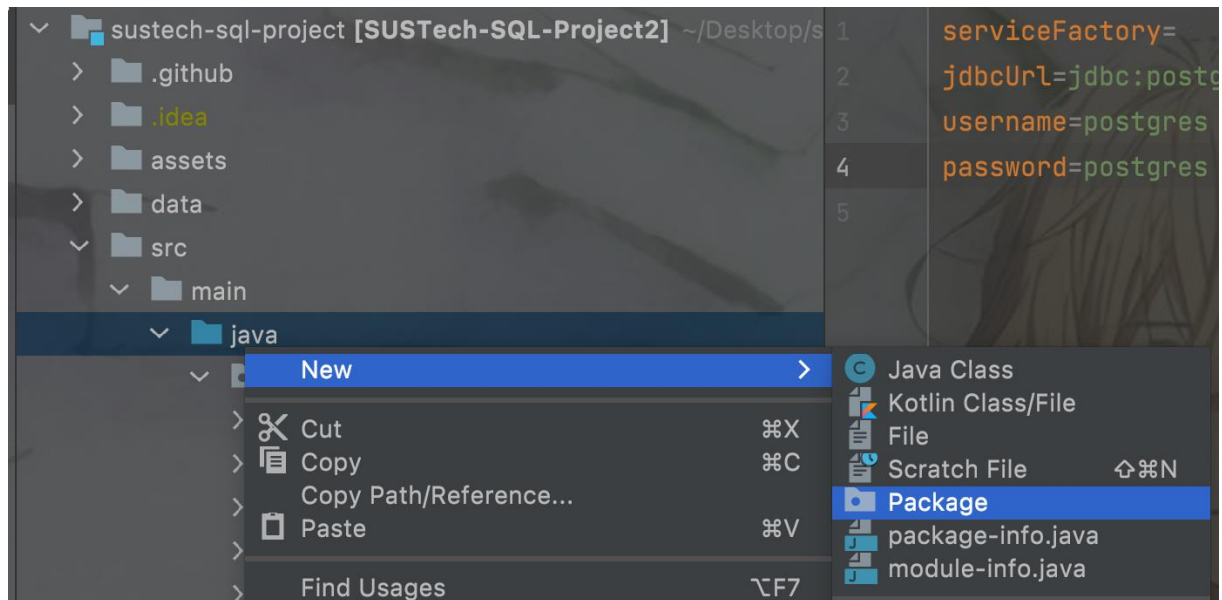 sustech-sql-project [SUSTech-SQL-Project2] ~/Desktop/s
.github
.idea
assets
data
src
main
java
1 serviceFactory=
2 jdbcUrl=jdbc:postg
3 username=postgres
4 password=postgres
5
New
Cut ⌘X
Copy ⌘C
Copy Path/Reference...
Paste ⌘V
Find Usages ⌥F7
Java Class
Kotlin Class/File
File
Scratch File ⇧⌘N
Package
package-info.java
module-info.java